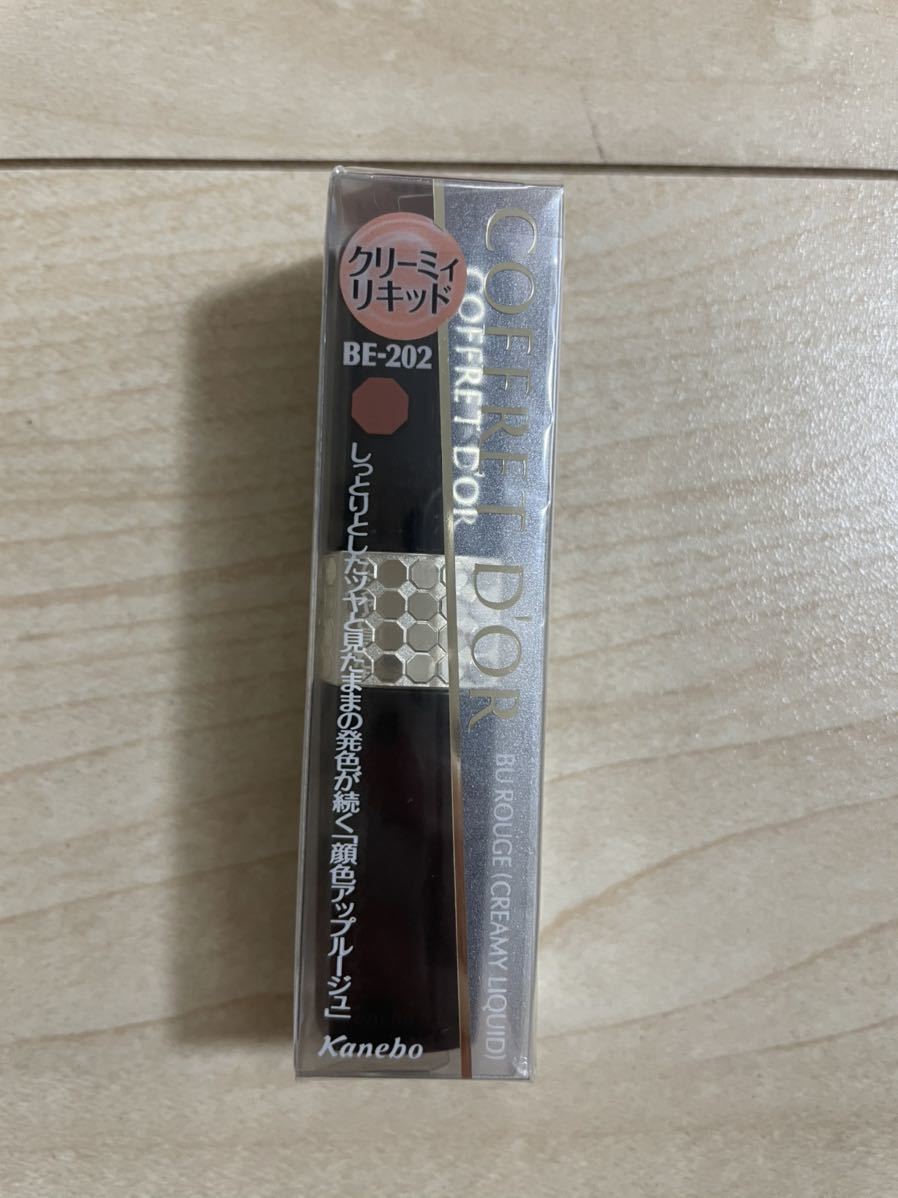 クリーミィ
リキッド
BE-202
しっとりとしたツヤと見たままの発色が続く「顔色アップルージュ」
Kanebo
COFFRET D'OR
COFFRET D'OR
BU ROUGE (CREAMY LIQUID)